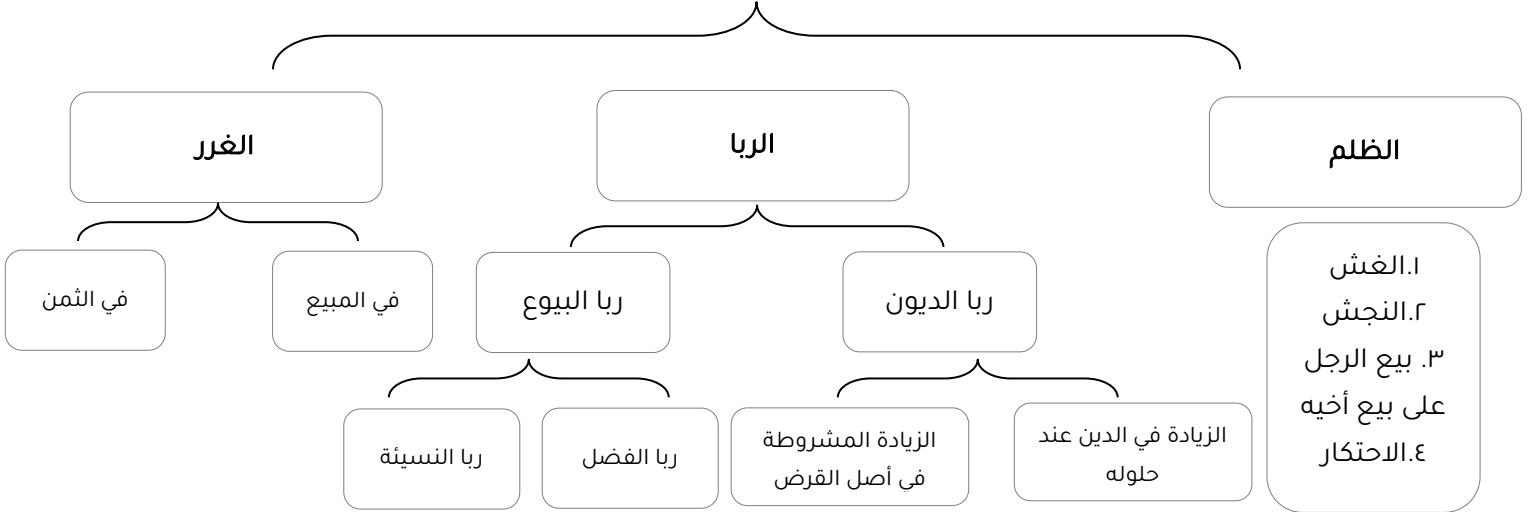 الظلم
الربا
الغرر
١.الغش
٢.النجش
٣. بيع الرجل
على بيع أخيه
٤.الاحتكار
ربا الديون
ربا البيوع
في المبيع
في الثمن
الزيادة في الدين عند
حلوله
الزيادة المشروطة
في أصل القرض
ربا الفضل
ربا النسيئة